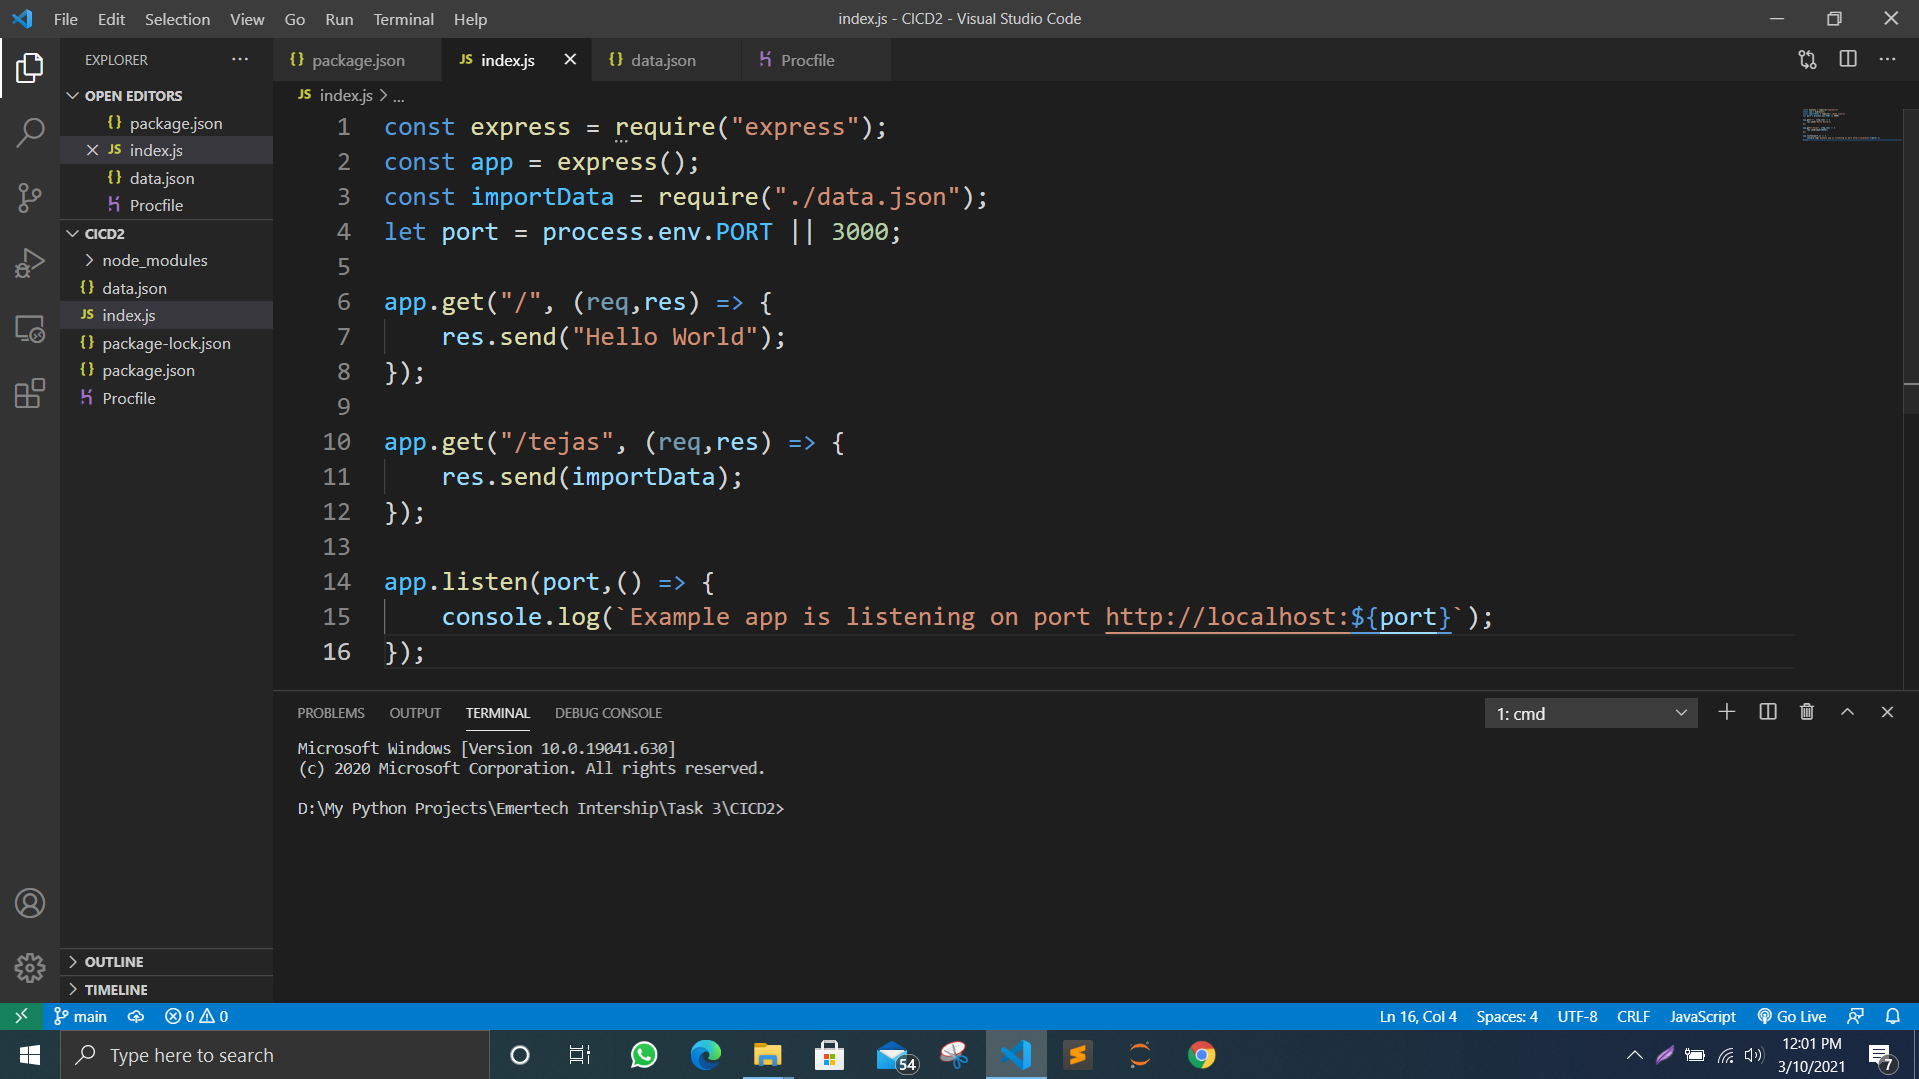 File Edit Selection View Go Run Terminal Help
index.js - CICD2 - Visual Studio Code
EXPLORER
OPEN EDITORS
{} package.json
JS index.js
{} data.json
Procfile
CICD2
node_modules
{} data.json
JS index.js
{} package-lock.json
{} package.json
Procfile
OUTLINE
TIMELINE
{} package.json JS index.js {} data.json Procfile
JS index.js > ...
1 const express = require("express");
2 const app = express();
3 const importData = require("./data.json");
4 let port = process.env.PORT || 3000;
5
6 app.get("/", (req,res) => {
7     res.send("Hello World");
8 });
9
10 app.get("/tejas", (req,res) => {
11     res.send(importData);
12 });
13
14 app.listen(port,() => {
15     console.log(`Example app is listening on port http://localhost:${port}`);
16 });
PROBLEMS OUTPUT TERMINAL DEBUG CONSOLE
1: cmd
Microsoft Windows [Version 10.0.19041.630]
(c) 2020 Microsoft Corporation. All rights reserved.
D:\My Python Projects\Emertech Intership\Task 3\CICD2>
main 0 0
Ln 16, Col 4 Spaces: 4 UTF-8 CRLF JavaScript Go Live
Type here to search
54
12:01 PM
3/10/2021
7